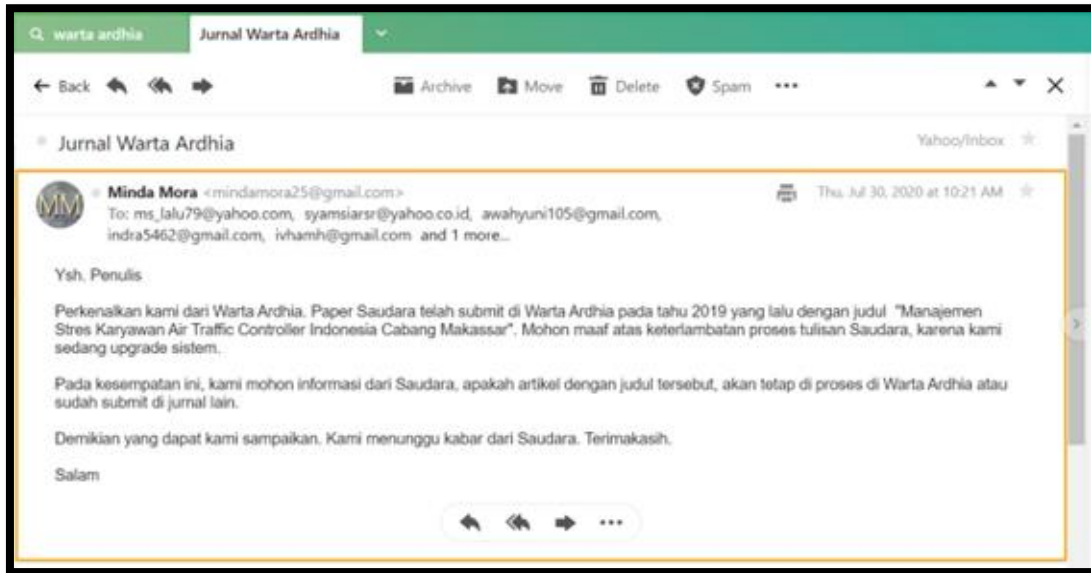 warta ardhia
Jurnal Warta Ardhia
Back
Archive
Move
Delete
Spam
Jurnal Warta Ardhia
Yahoo/Inbox
MM
Minda Mora <mindamora25@gmail.com>
Thu, Jul 30, 2020 at 10:21 AM
To: ms_lalu79@yahoo.com, syamsiarsr@yahoo.co.id, awahyuni105@gmail.com,
indra5462@gmail.com, ivhamh@gmail.com and 1 more...
Ysh. Penulis
Perkenalkan kami dari Warta Ardhia. Paper Saudara telah submit di Warta Ardhia pada tahu 2019 yang lalu dengan judul "Manajemen
Stres Karyawan Air Traffic Controller Indonesia Cabang Makassar". Mohon maaf atas keterlambatan proses tulisan Saudara, karena kami
sedang upgrade sistem.
Pada kesempatan ini, kami mohon informasi dari Saudara, apakah artikel dengan judul tersebut, akan tetap di proses di Warta Ardhia atau
sudah submit di jurnal lain.
Demikian yang dapat kami sampaikan. Kami menunggu kabar dari Saudara. Terimakasih.
Salam